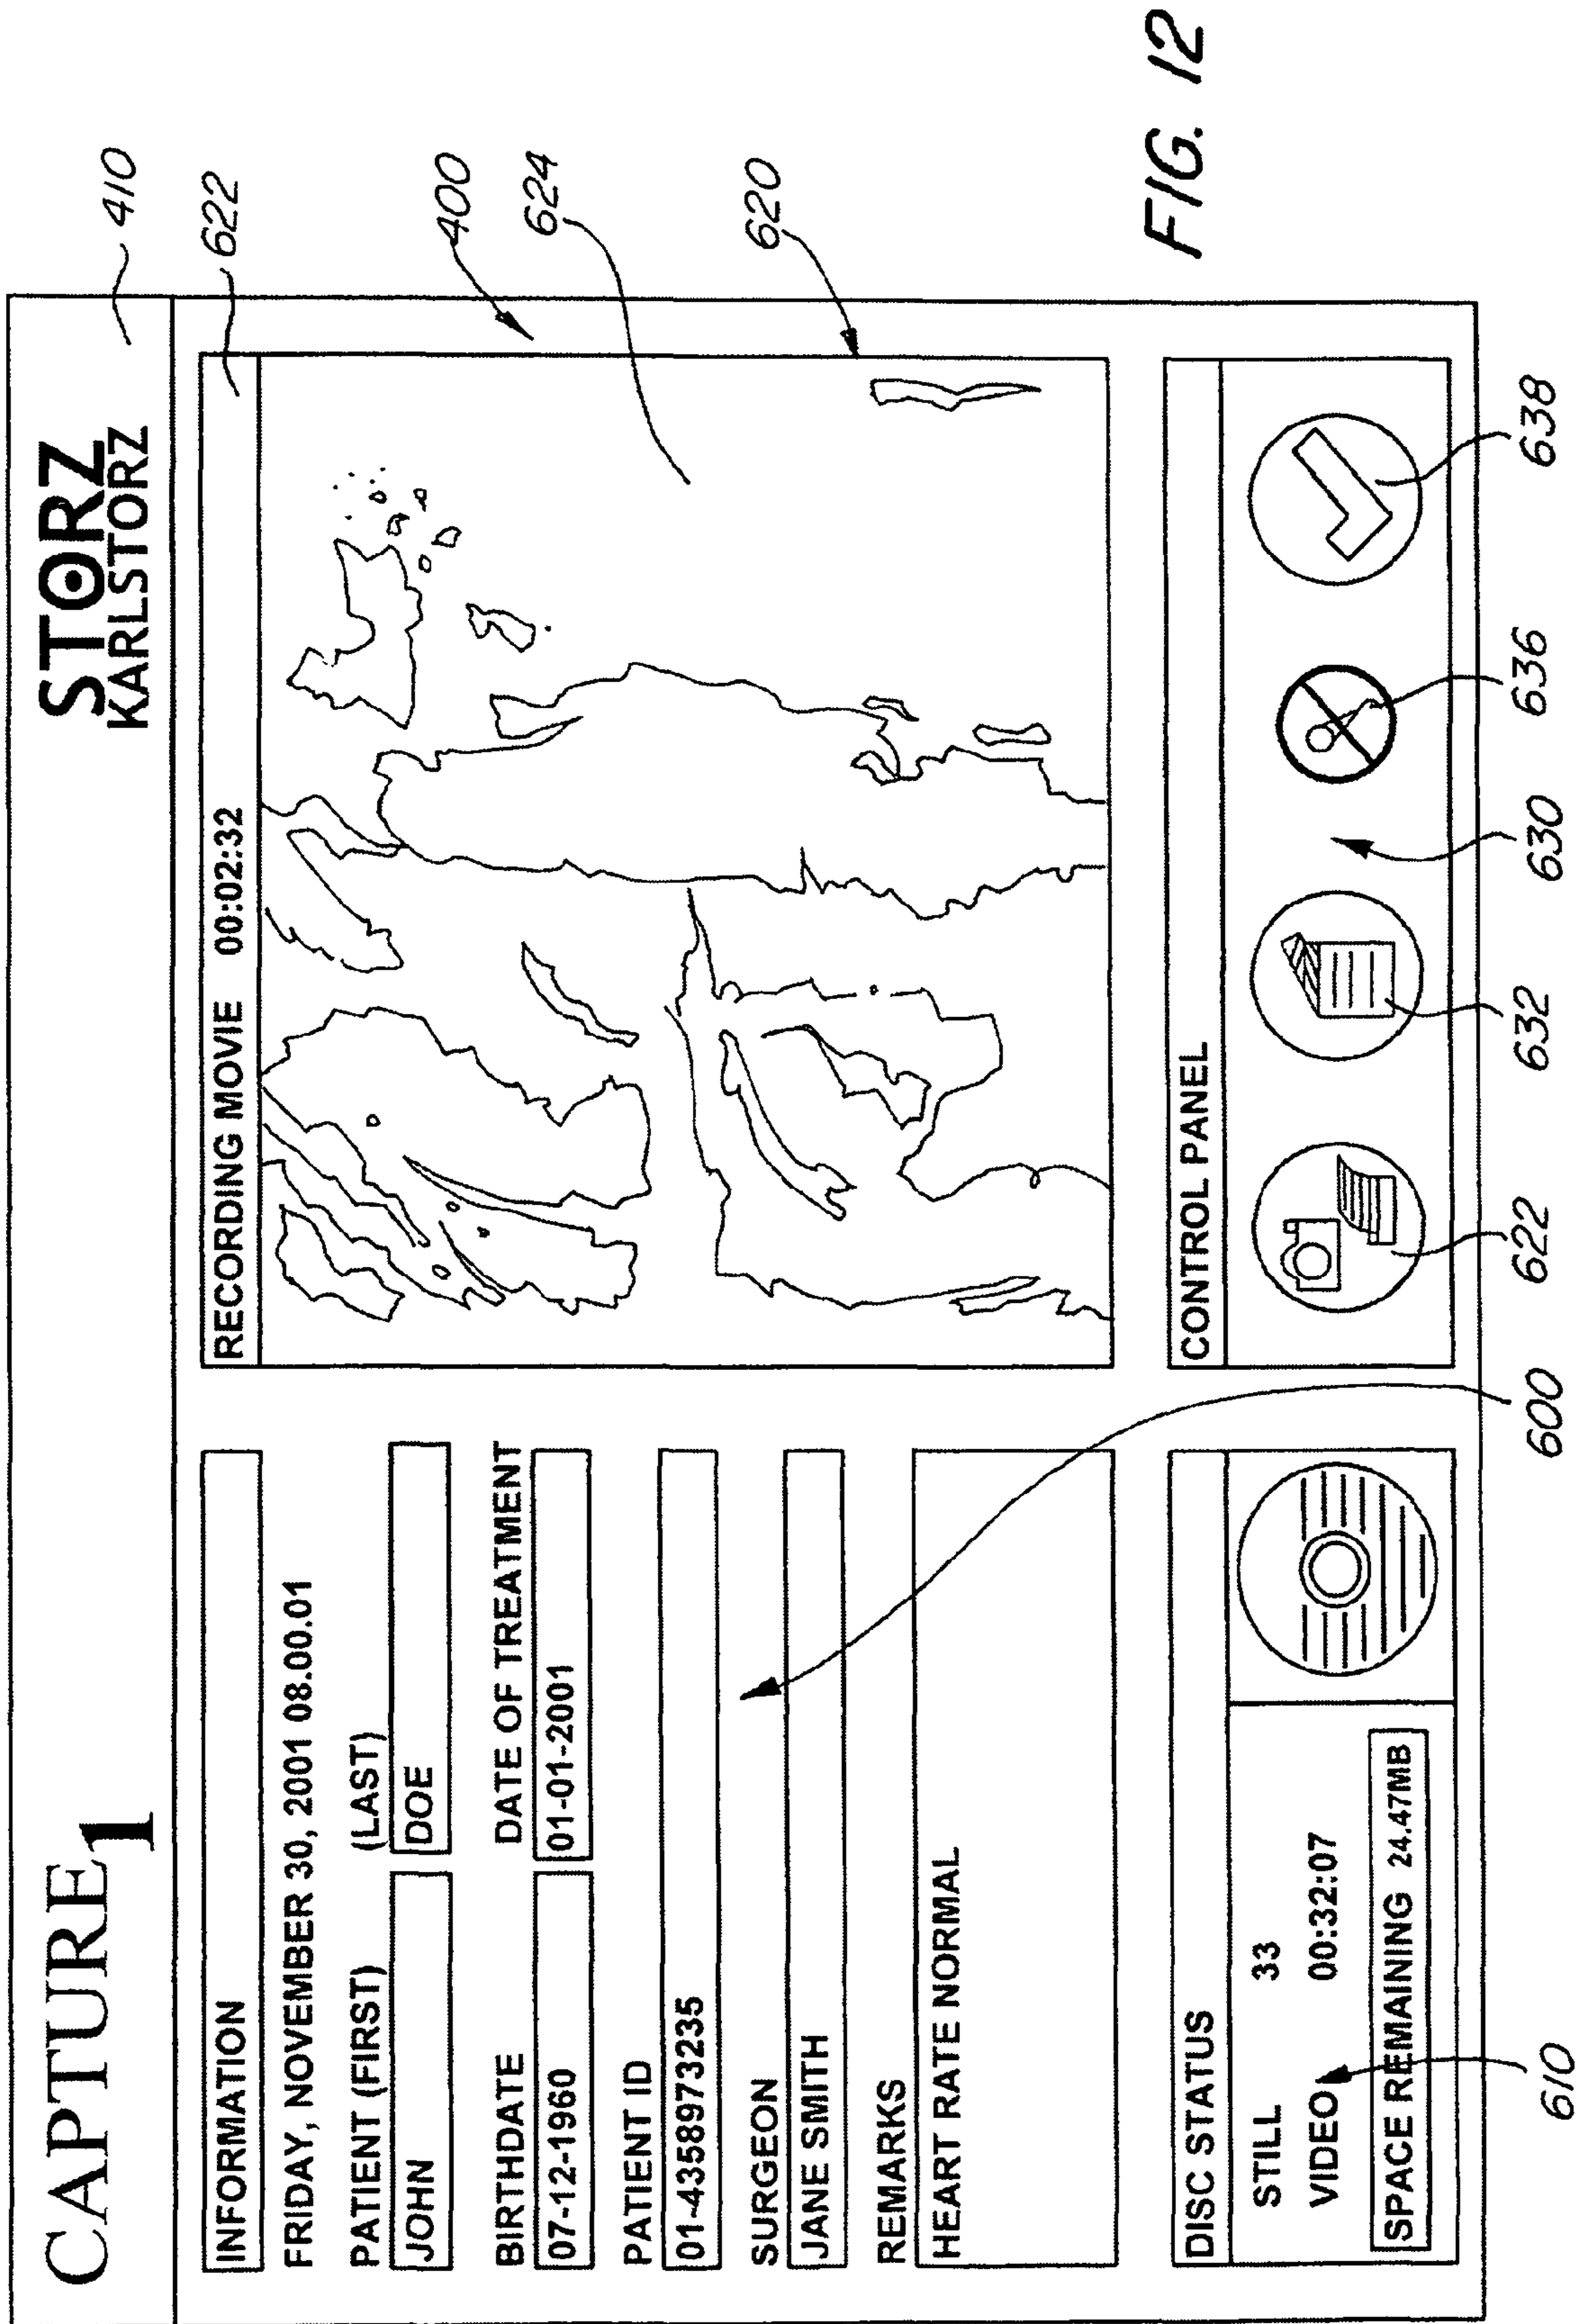 CAPTURE 1
STORZ
KARLSTORZ
410
INFORMATION
FRIDAY, NOVEMBER 30, 2001 08.00.01
PATIENT (FIRST) (LAST)
JOHN DOE
BIRTHDATE DATE OF TREATMENT
07-12-1960 01-01-2001
PATIENT ID
01-4358973235
SURGEON
JANE SMITH
REMARKS
HEART RATE NORMAL
RECORDING MOVIE 00:02:32
622
400
624
620
DISC STATUS
STILL 33
VIDEO 00:32:07
SPACE REMAINING 24.47MB
CONTROL PANEL
610
600
622
632
630
636
638
FIG. 12